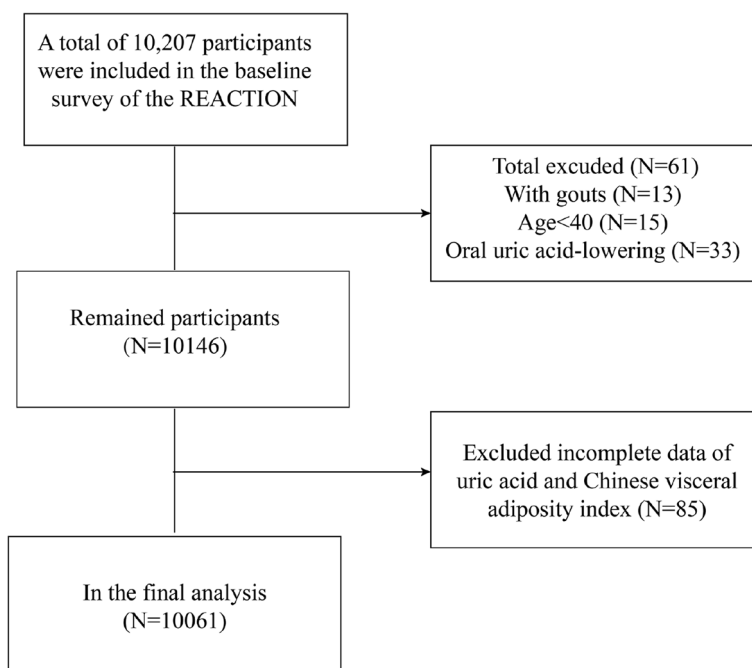 A total of 10,207 participants
were included in the baseline
survey of the REACTION
Total excuded (N=61)
With gouts (N=13)
Age<40 (N=15)
Oral uric acid-lowering (N=33)
Remained participants
(N=10146)
Excluded incomplete data of
uric acid and Chinese visceral
adiposity index (N=85)
In the final analysis
(N=10061)